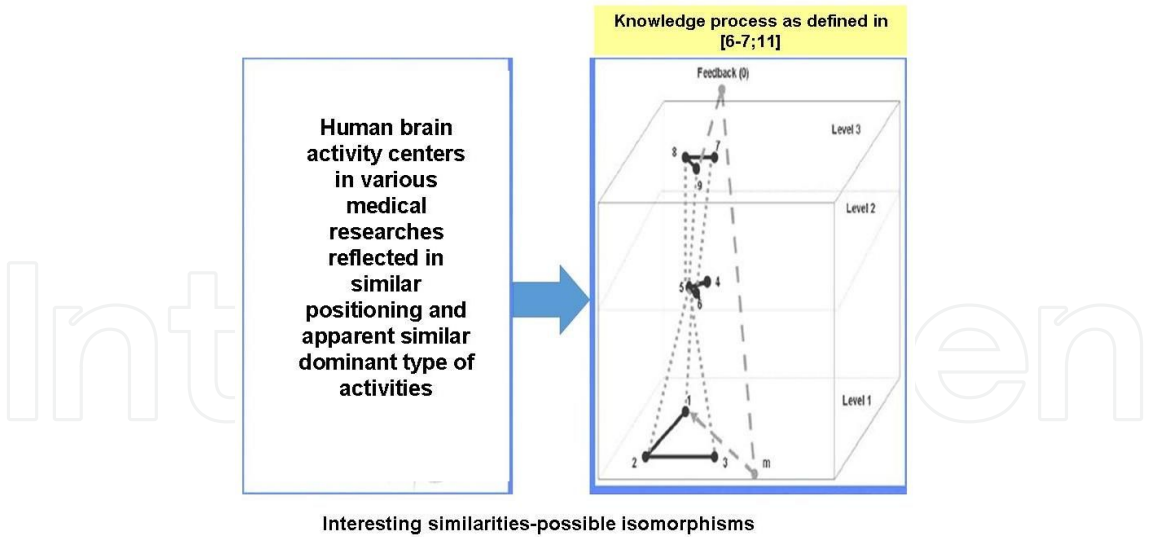 Knowledge process as defined in
[6-7;11]
Human brain
activity centers
in various
medical
researches
reflected in
similar
positioning and
apparent similar
dominant type of
activities
Feedback (0)
Level 3
8
7
9
Level 2
4
5
6
Level 1
1
2
3
m
Interesting similarities-possible isomorphisms